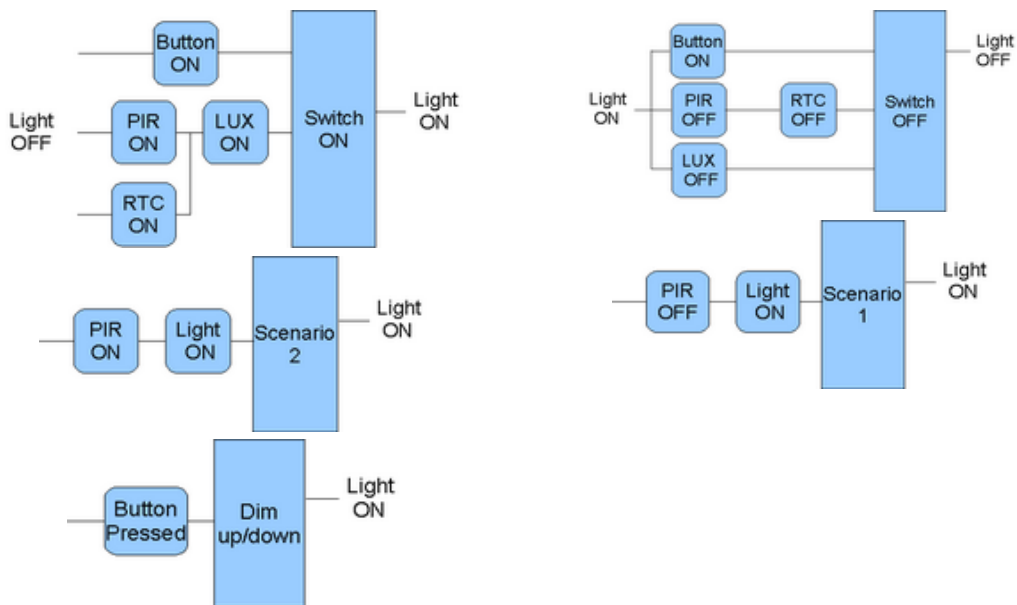 Button
ON
Light
OFF
PIR
ON
LUX
ON
RTC
ON
Switch
ON
Light
ON
Light
ON
Button
ON
PIR
OFF
RTC
OFF
LUX
OFF
Switch
OFF
Light
OFF
PIR
ON
Light
ON
Scenario
2
Light
ON
PIR
OFF
Light
ON
Scenario
1
Light
ON
Button
Pressed
Dim
up/down
Light
ON